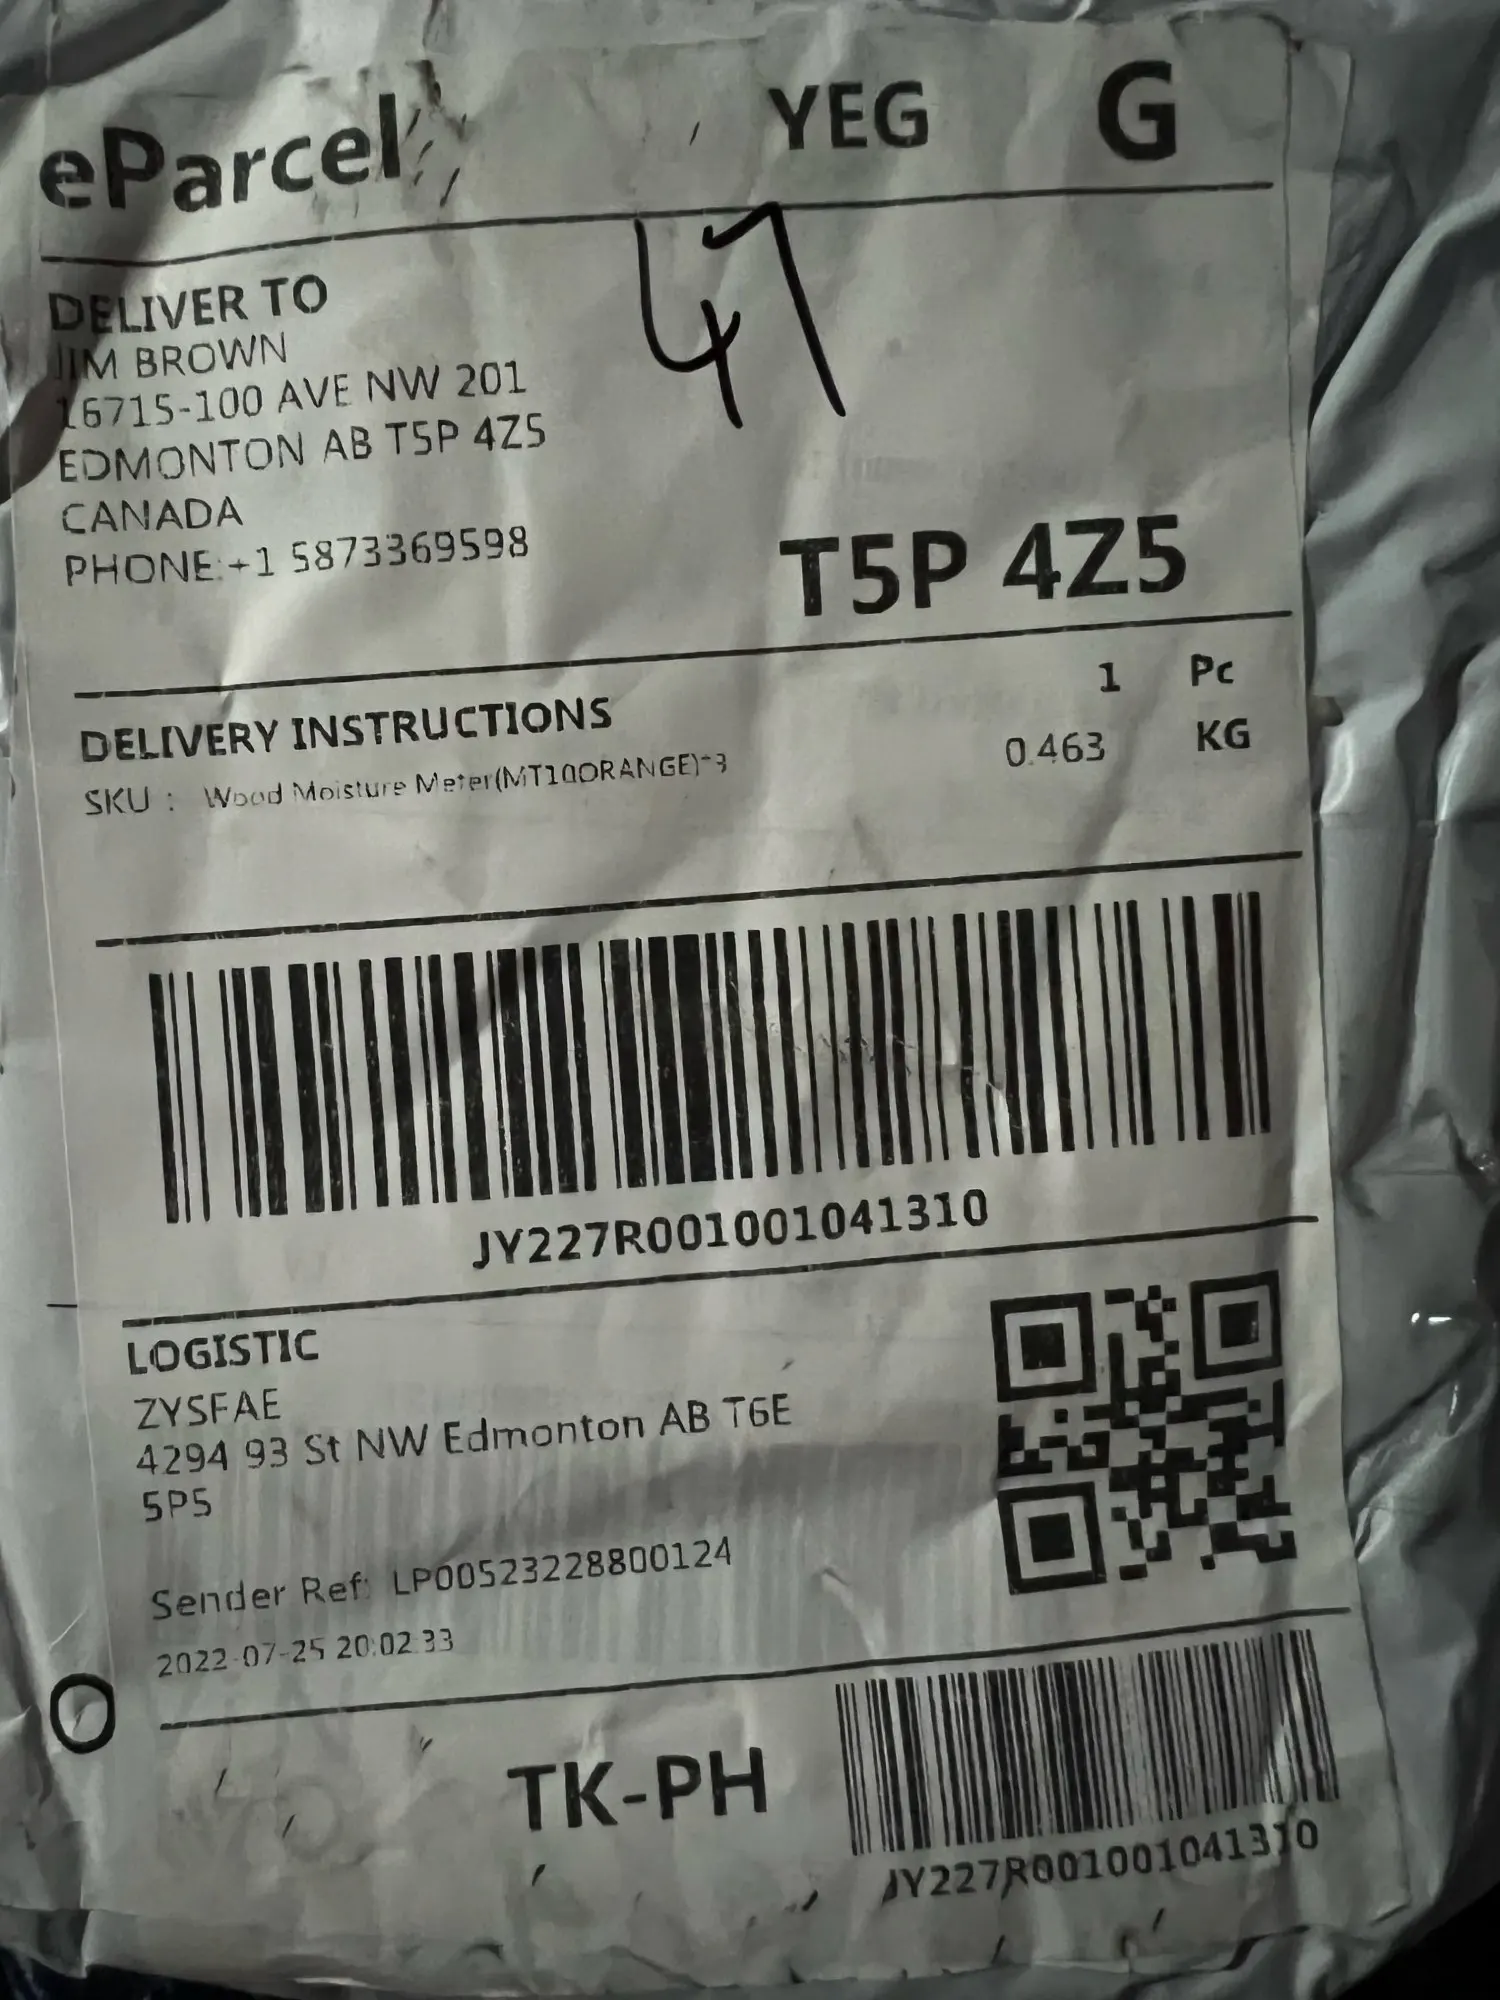 eParcel YEG G
47
DELIVER TO
JIM BROWN
16715-100 AVE NW 201
EDMONTON AB T5P 4Z5
CANADA
PHONE:+1 5873369598
T5P 4Z5
1 Pc
DELIVERY INSTRUCTIONS
0.463 KG
SKU : Wood Moisture Meter(MT10ORANGE)*3
JY227R001001041310
LOGISTIC
ZYSFAE
4294 93 St NW Edmonton AB T6E
5P5
Sender Ref: LP00523228800124
2022-07-25 20:02:33
TK-PH
JY227R001001041310